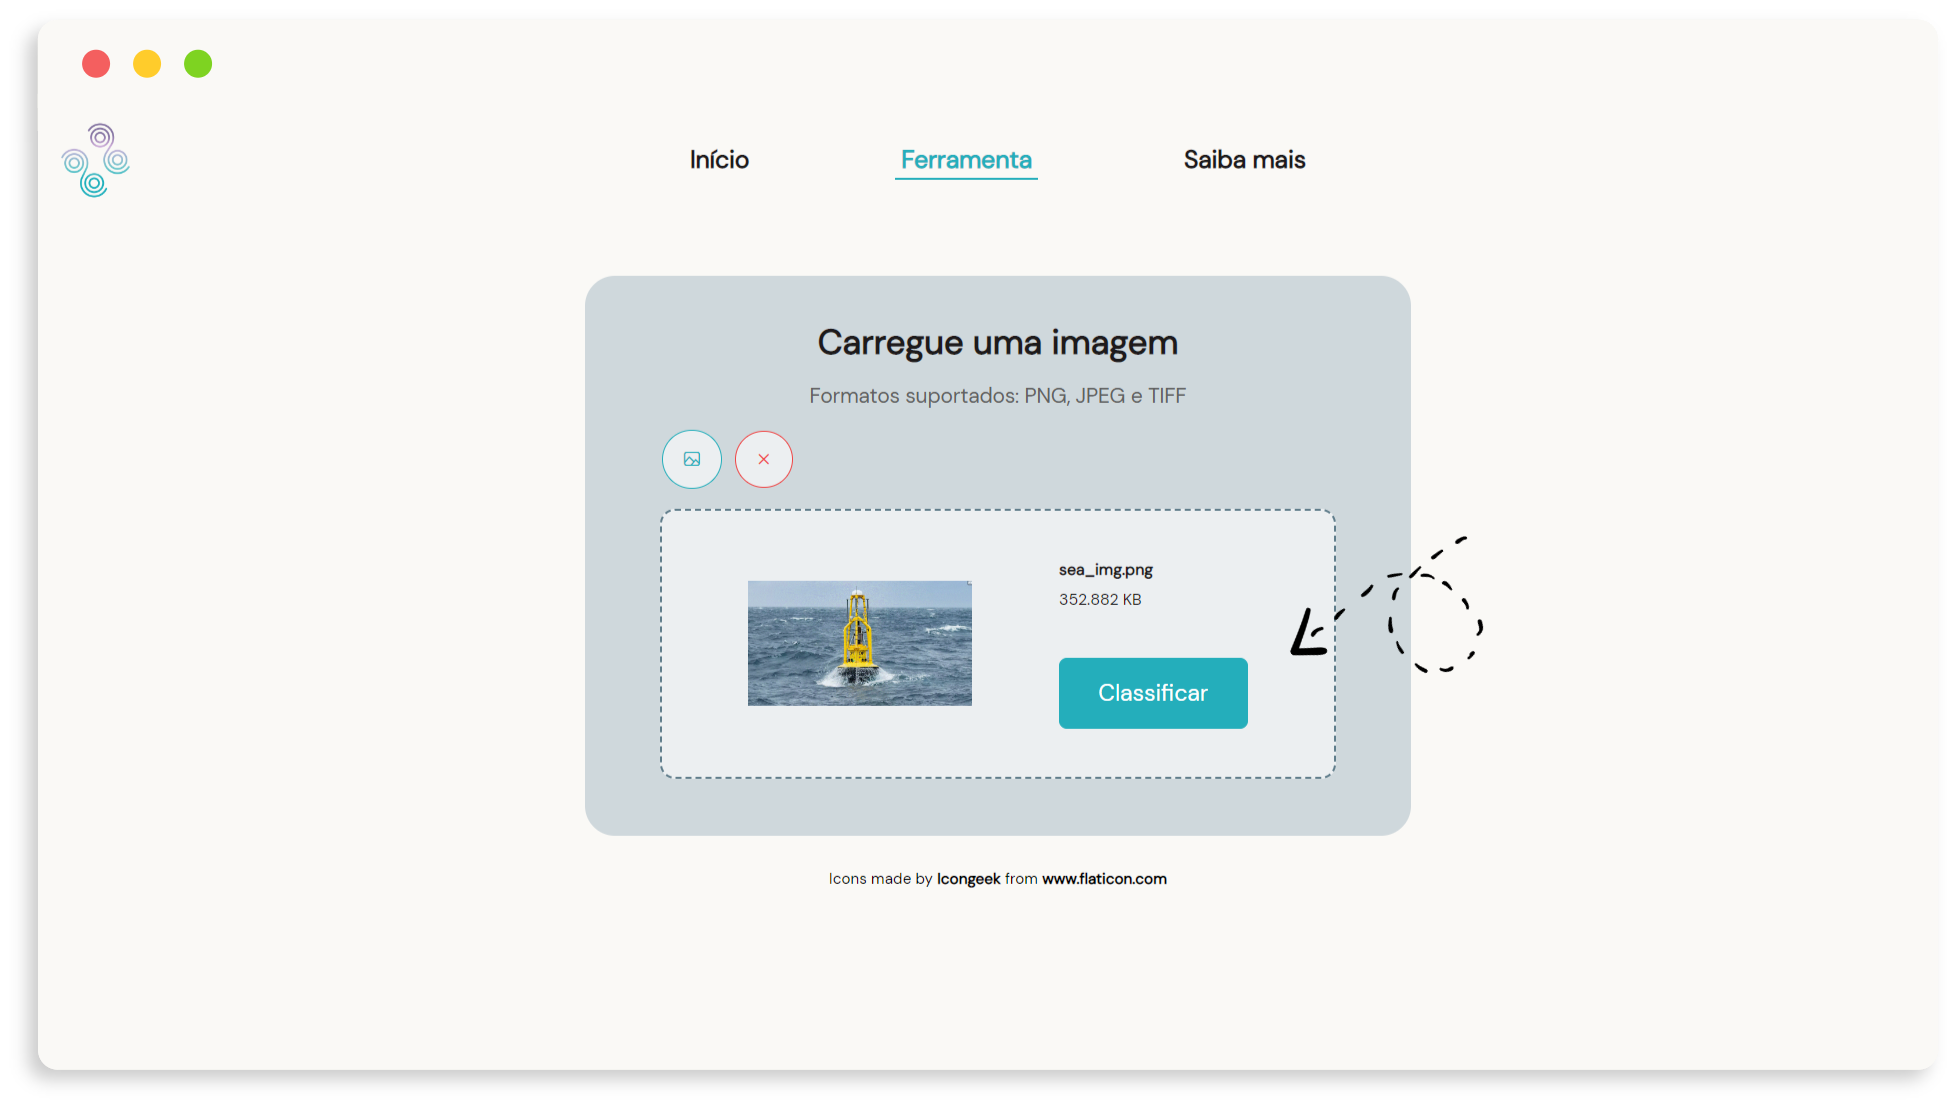 Início
Ferramenta
Saiba mais
Carregue uma imagem
Formatos suportados: PNG, JPEG e TIFF
sea_img.png
352.882 KB
Classificar
Icons made by Icongeek from www.flaticon.com